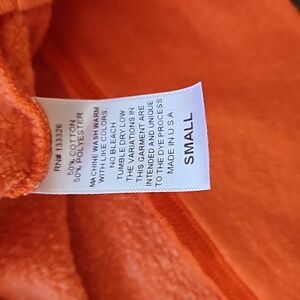 RN# 133326
50% COTTON
50% POLYESTER
MACHINE WASH WARM
WITH LIKE COLORS
NO BLEACH
TUMBLE DRY LOW
THE VARIATIONS IN
THIS GARMENT ARE
INTENDED AND UNIQUE
TO THE DYE PROCESS
MADE IN U.S.A.
SMALL